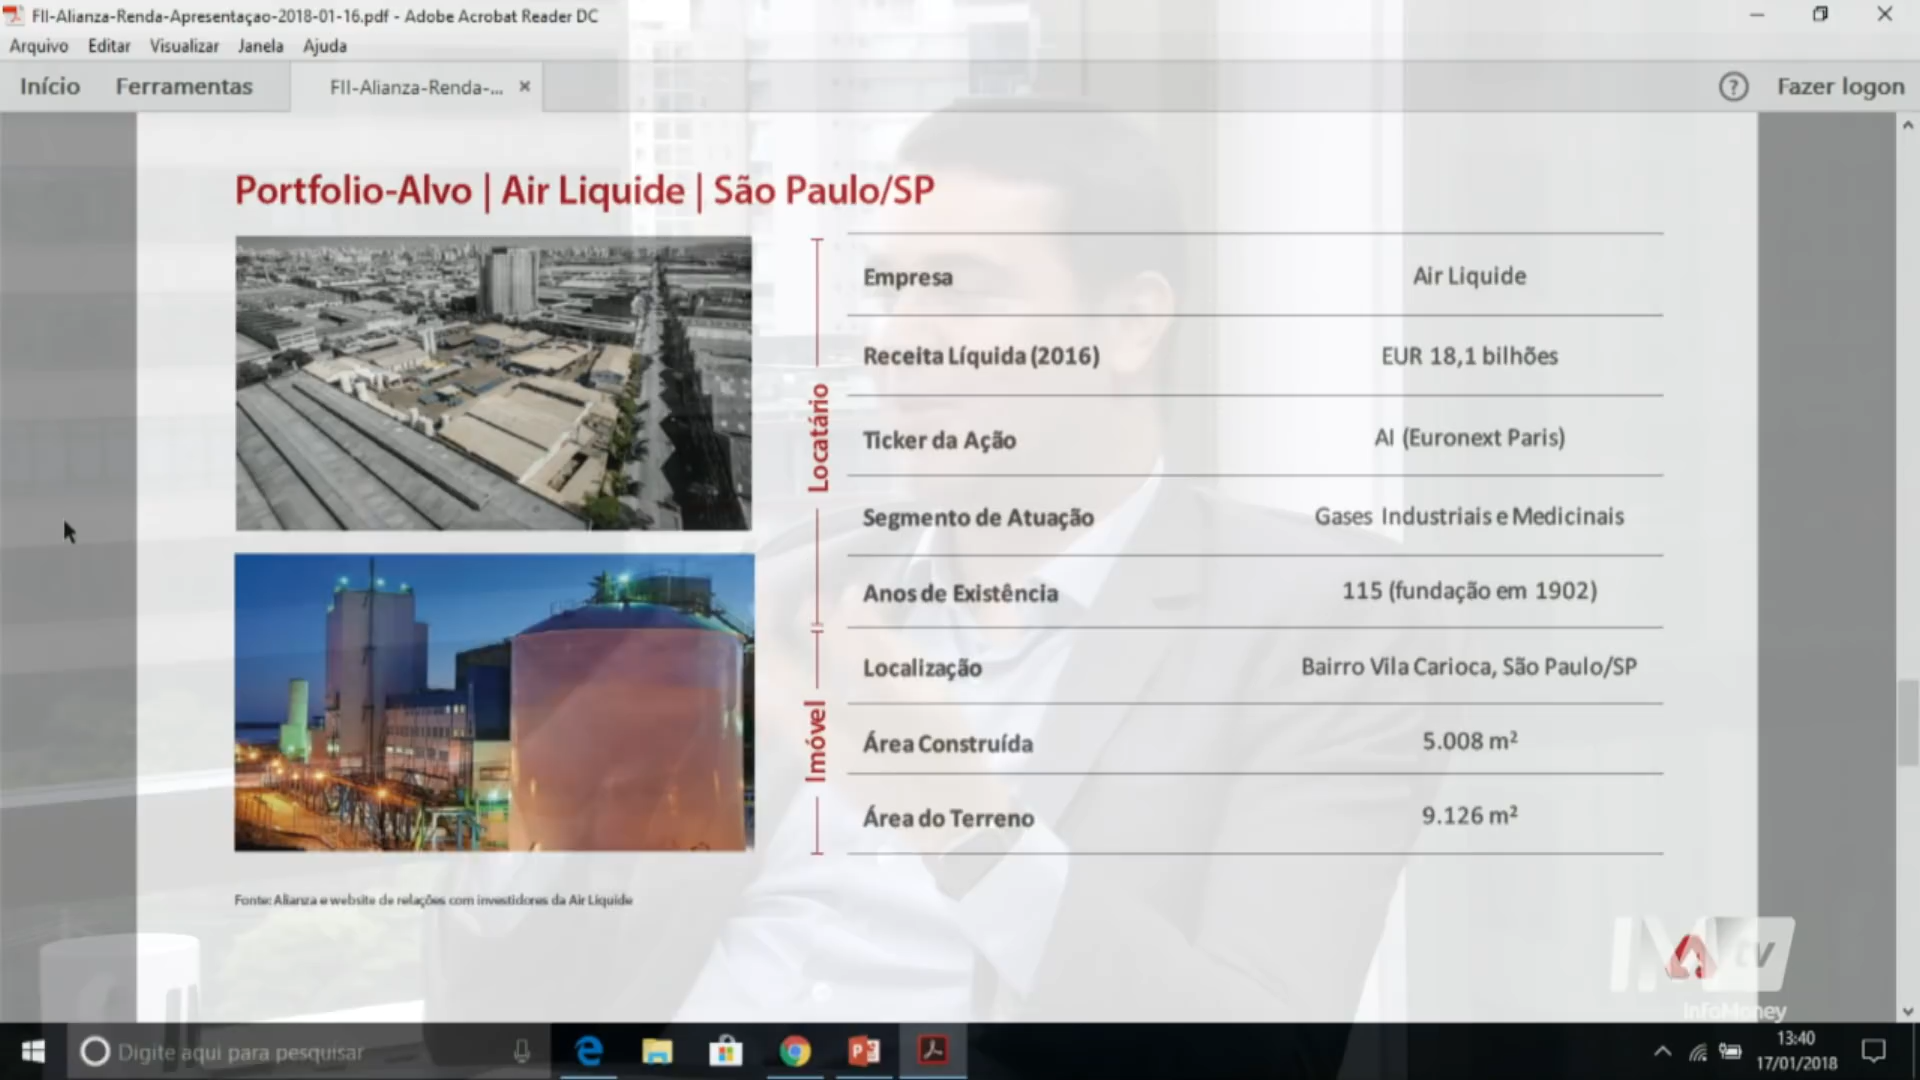 FII-Alianza-Renda-Apresentaçao-2018-01-16.pdf - Adobe Acrobat Reader DC
Arquivo Editar Visualizar Janela Ajuda
Início Ferramentas FII-Alianza-Renda-... × ? Fazer logon
Portfolio-Alvo | Air Liquide | São Paulo/SP
Locatário
Empresa Air Liquide
Receita Líquida (2016) EUR 18,1 bilhões
Ticker da Ação AI (Euronext Paris)
Segmento de Atuação Gases Industriais e Medicinais
Anos de Existência 115 (fundação em 1902)
Imóvel
Localização Bairro Vila Carioca, São Paulo/SP
Área Construída 5.008 m²
Área do Terreno 9.126 m²
Fonte: Alianza e website de relações com investidores da Air Liquide
IM tv
InfoMoney
Digite aqui para pesquisar
13:40
17/01/2018